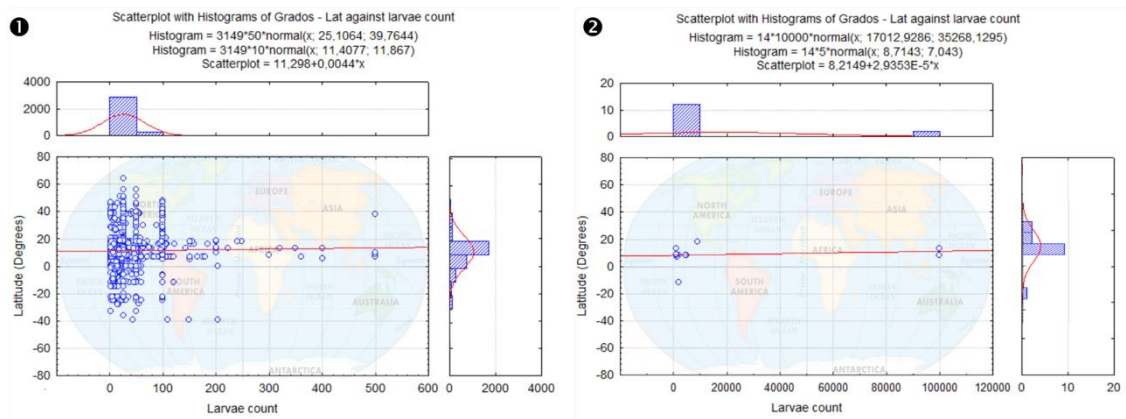 ❶
Scatterplot with Histograms of Grados - Lat against larvae count
Histogram = 3149*50*normal(x; 25,1064; 39,7644)
Histogram = 3149*10*normal(x; 11,4077; 11,867)
Scatterplot = 11,298+0,0044*x
4000
2000
0
80
60
40
20
0
-20
-40
-60
-80
Latitude (Degrees)
NORTH
AMERICA
EUROPE
ASIA
AFRICA
SOUTH
AMERICA
AUSTRALIA
ANTARCTICA
0 100 200 300 400 500 600
0 2000 4000
Larvae count
❷
Scatterplot with Histograms of Grados - Lat against larvae count
Histogram = 14*10000*normal(x; 17012,9286; 35268,1295)
Histogram = 14*5*normal(x; 8,7143; 7,043)
Scatterplot = 8,2149+2,9353E-5*x
20
10
0
80
60
40
20
0
-20
-40
-60
-80
Latitude (Degrees)
NORTH
AMERICA
EUROPE
ASIA
AFRICA
SOUTH
AMERICA
AUSTRALIA
ANTARCTICA
0 20000 40000 60000 80000 100000 120000
0 10 20
Larvae count